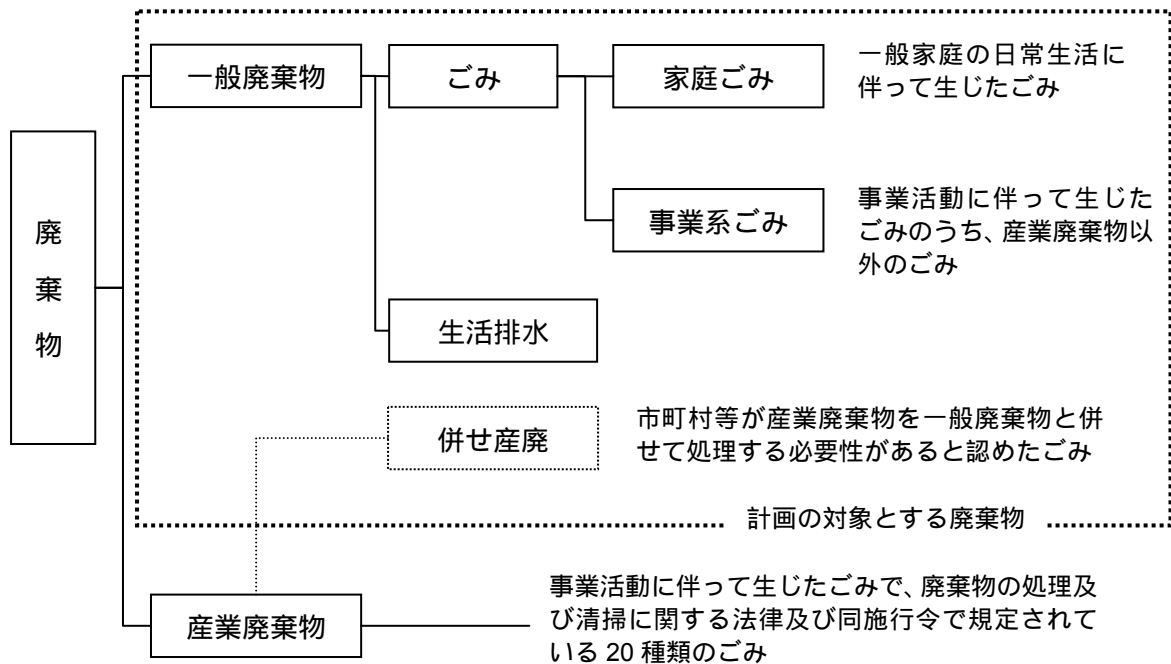 廃棄物
一般廃棄物
ごみ
家庭ごみ
一般家庭の日常生活に
伴って生じたごみ
事業系ごみ
事業活動に伴って生じた
ごみのうち、産業廃棄物以
外のごみ
生活排水
併せ産廃
市町村等が産業廃棄物を一般廃棄物と併
せて処理する必要性があると認めたごみ
計画の対象とする廃棄物
産業廃棄物
事業活動に伴って生じたごみで、廃棄物の処理及
び清掃に関する法律及び同施行令で規定されて
いる 20 種類のごみ